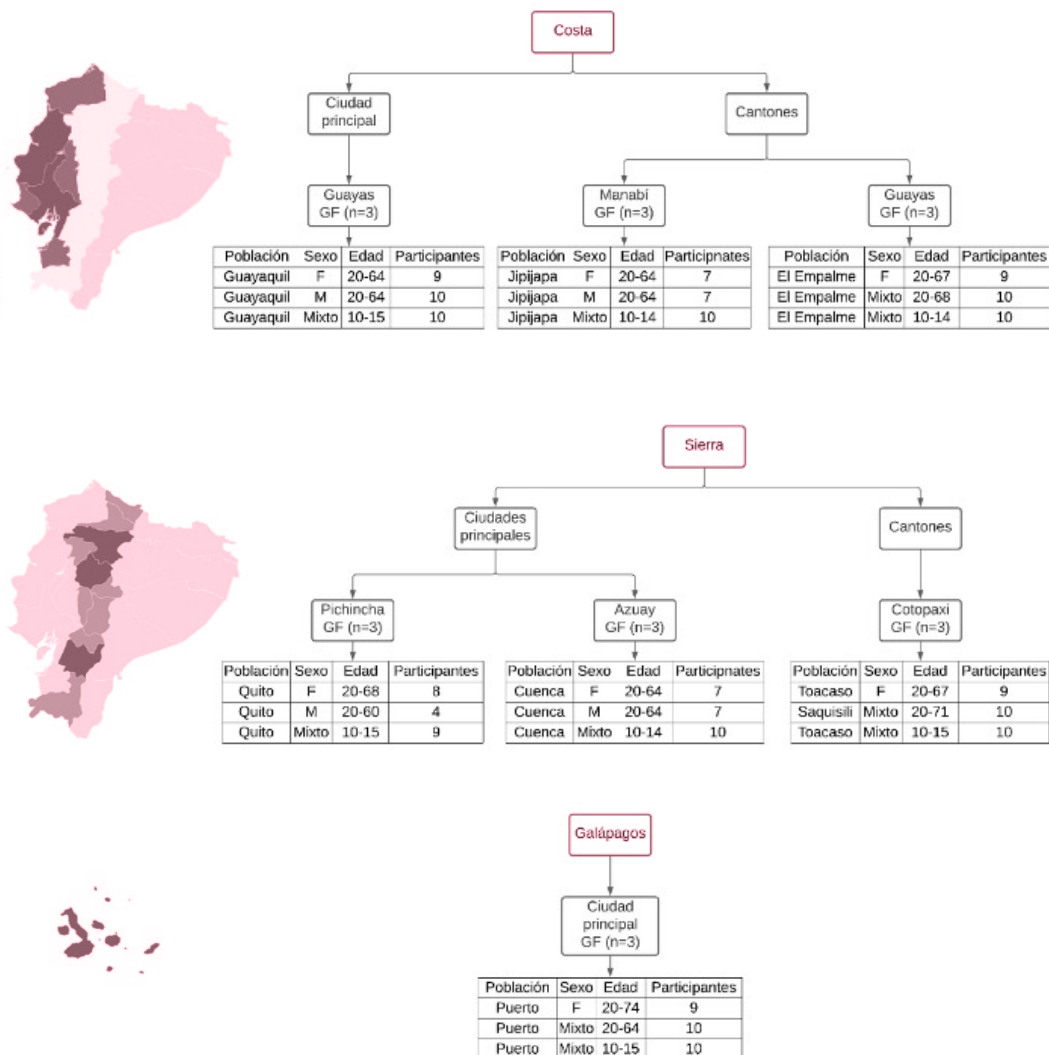 Costa
Ciudad
principal
Cantones
Guayas
GF (n=3)
Manabí
GF (n=3)
Guayas
GF (n=3)
Población Sexo Edad Participantes
Guayaquil F 20-64 9
Guayaquil M 20-64 10
Guayaquil Mixto 10-15 10
Población Sexo Edad Participnates
Jipijapa F 20-64 7
Jipijapa M 20-64 7
Jipijapa Mixto 10-14 10
Población Sexo Edad Participantes
El Empalme F 20-67 9
El Empalme Mixto 20-68 10
El Empalme Mixto 10-14 10
Sierra
Ciudades
principales
Cantones
Pichincha
GF (n=3)
Azuay
GF (n=3)
Cotopaxi
GF (n=3)
Población Sexo Edad Participantes
Quito F 20-68 8
Quito M 20-60 4
Quito Mixto 10-15 9
Población Sexo Edad Participnates
Cuenca F 20-64 7
Cuenca M 20-64 7
Cuenca Mixto 10-14 10
Población Sexo Edad Participantes
Toacaso F 20-67 9
Saquisili Mixto 20-71 10
Toacaso Mixto 10-15 10
Galápagos
Ciudad
principal
GF (n=3)
Población Sexo Edad Participantes
Puerto F 20-74 9
Puerto Mixto 20-64 10
Puerto Mixto 10-15 10